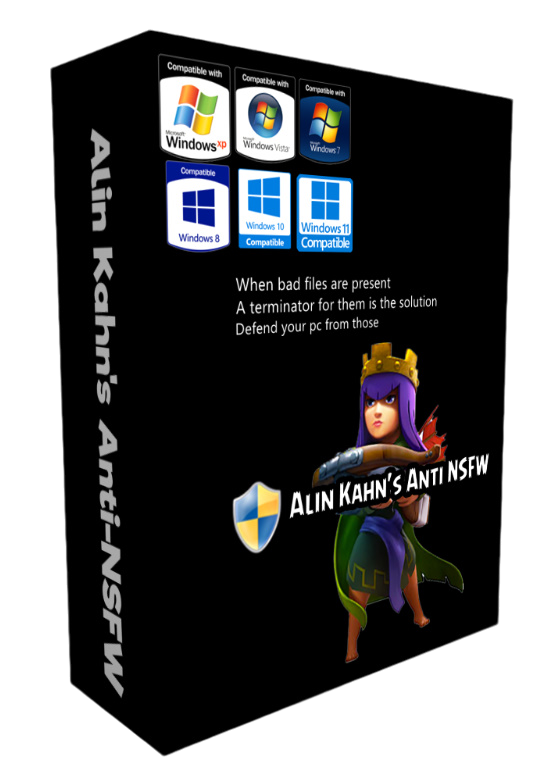 Alin Kahn's Anti-NSFW
Compatible with
Microsoft
Windows xp
Compatible with
Windows Vista
Compatible with
Windows 7
Compatible
Windows 8
Windows 10
Compatible
Windows 11
Compatible
When bad files are present
A terminator for them is the solution
Defend your pc from those
Alin Kahn's Anti NSFW